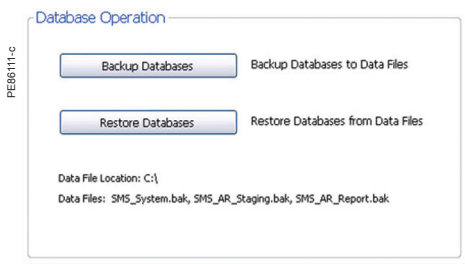 Database Operation
PE86111-c
Backup Databases Backup Databases to Data Files
Restore Databases Restore Databases from Data Files
Data File Location: C:\
Data Files: SMS_System.bak, SMS_AR_Staging.bak, SMS_AR_Report.bak